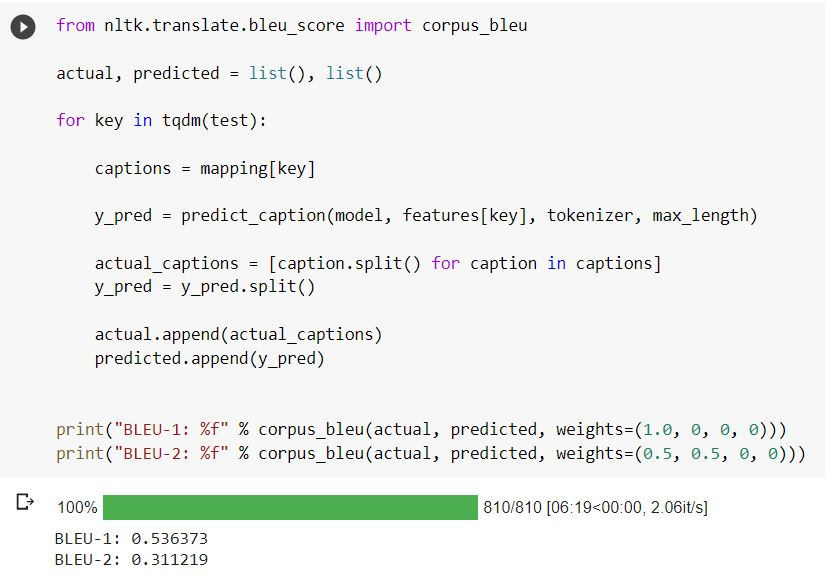 from nltk.translate.bleu_score import corpus_bleu
actual, predicted = list(), list()
for key in tqdm(test):
captions = mapping[key]
y_pred = predict_caption(model, features[key], tokenizer, max_length)
actual_captions = [caption.split() for caption in captions]
y_pred = y_pred.split()
actual.append(actual_captions)
predicted.append(y_pred)
print("BLEU-1: %f" % corpus_bleu(actual, predicted, weights=(1.0, 0, 0, 0)))
print("BLEU-2: %f" % corpus_bleu(actual, predicted, weights=(0.5, 0.5, 0, 0)))
100% 810/810 [06:19<00:00, 2.06it/s]
BLEU-1: 0.536373
BLEU-2: 0.311219